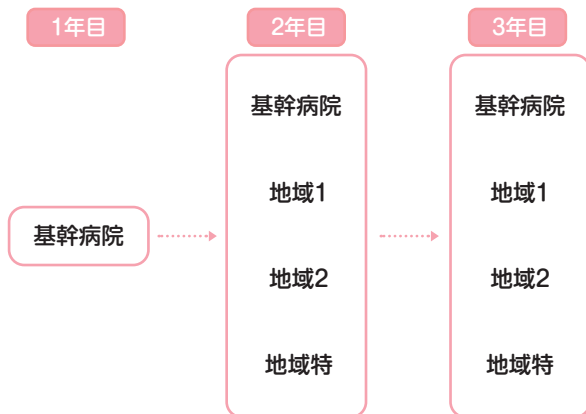 1年目
2年目
3年目
基幹病院
基幹病院
地域1
地域2
地域特
基幹病院
地域1
地域2
地域特